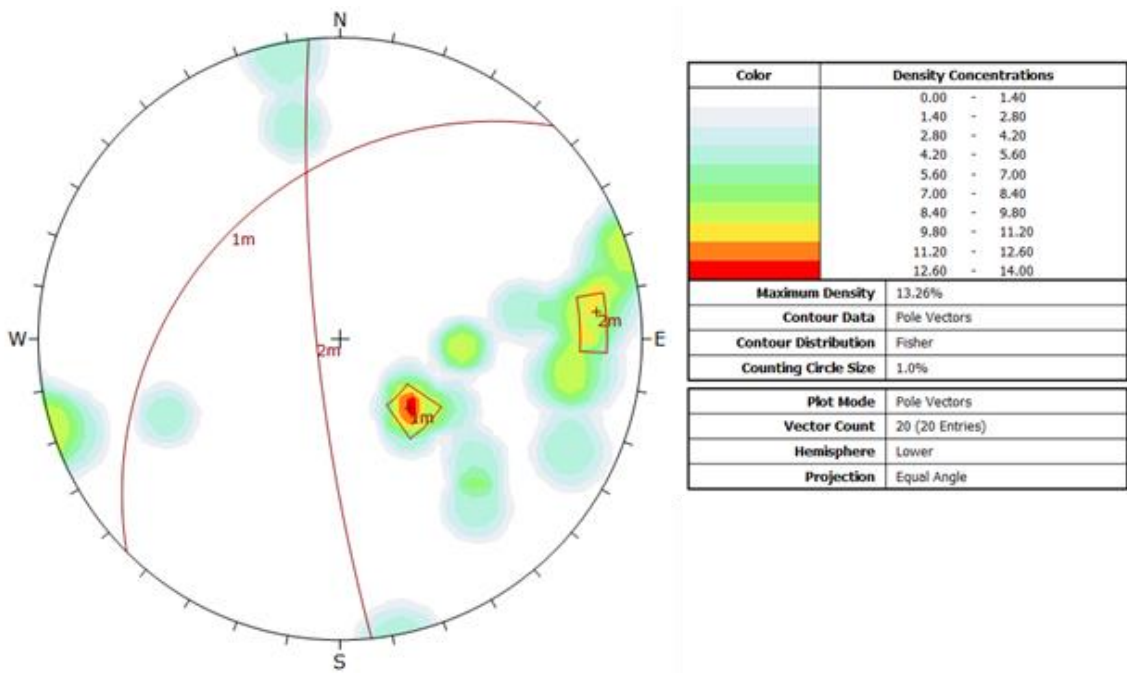 N
1m
W
2m
E
2m
1m
S
Color Density Concentrations
0.00 - 1.40
1.40 - 2.80
2.80 - 4.20
4.20 - 5.60
5.60 - 7.00
7.00 - 8.40
8.40 - 9.80
9.80 - 11.20
11.20 - 12.60
12.60 - 14.00
Maximum Density 13.26%
Contour Data Pole Vectors
Contour Distribution Fisher
Counting Circle Size 1.0%
Plot Mode Pole Vectors
Vector Count 20 (20 Entries)
Hemisphere Lower
Projection Equal Angle